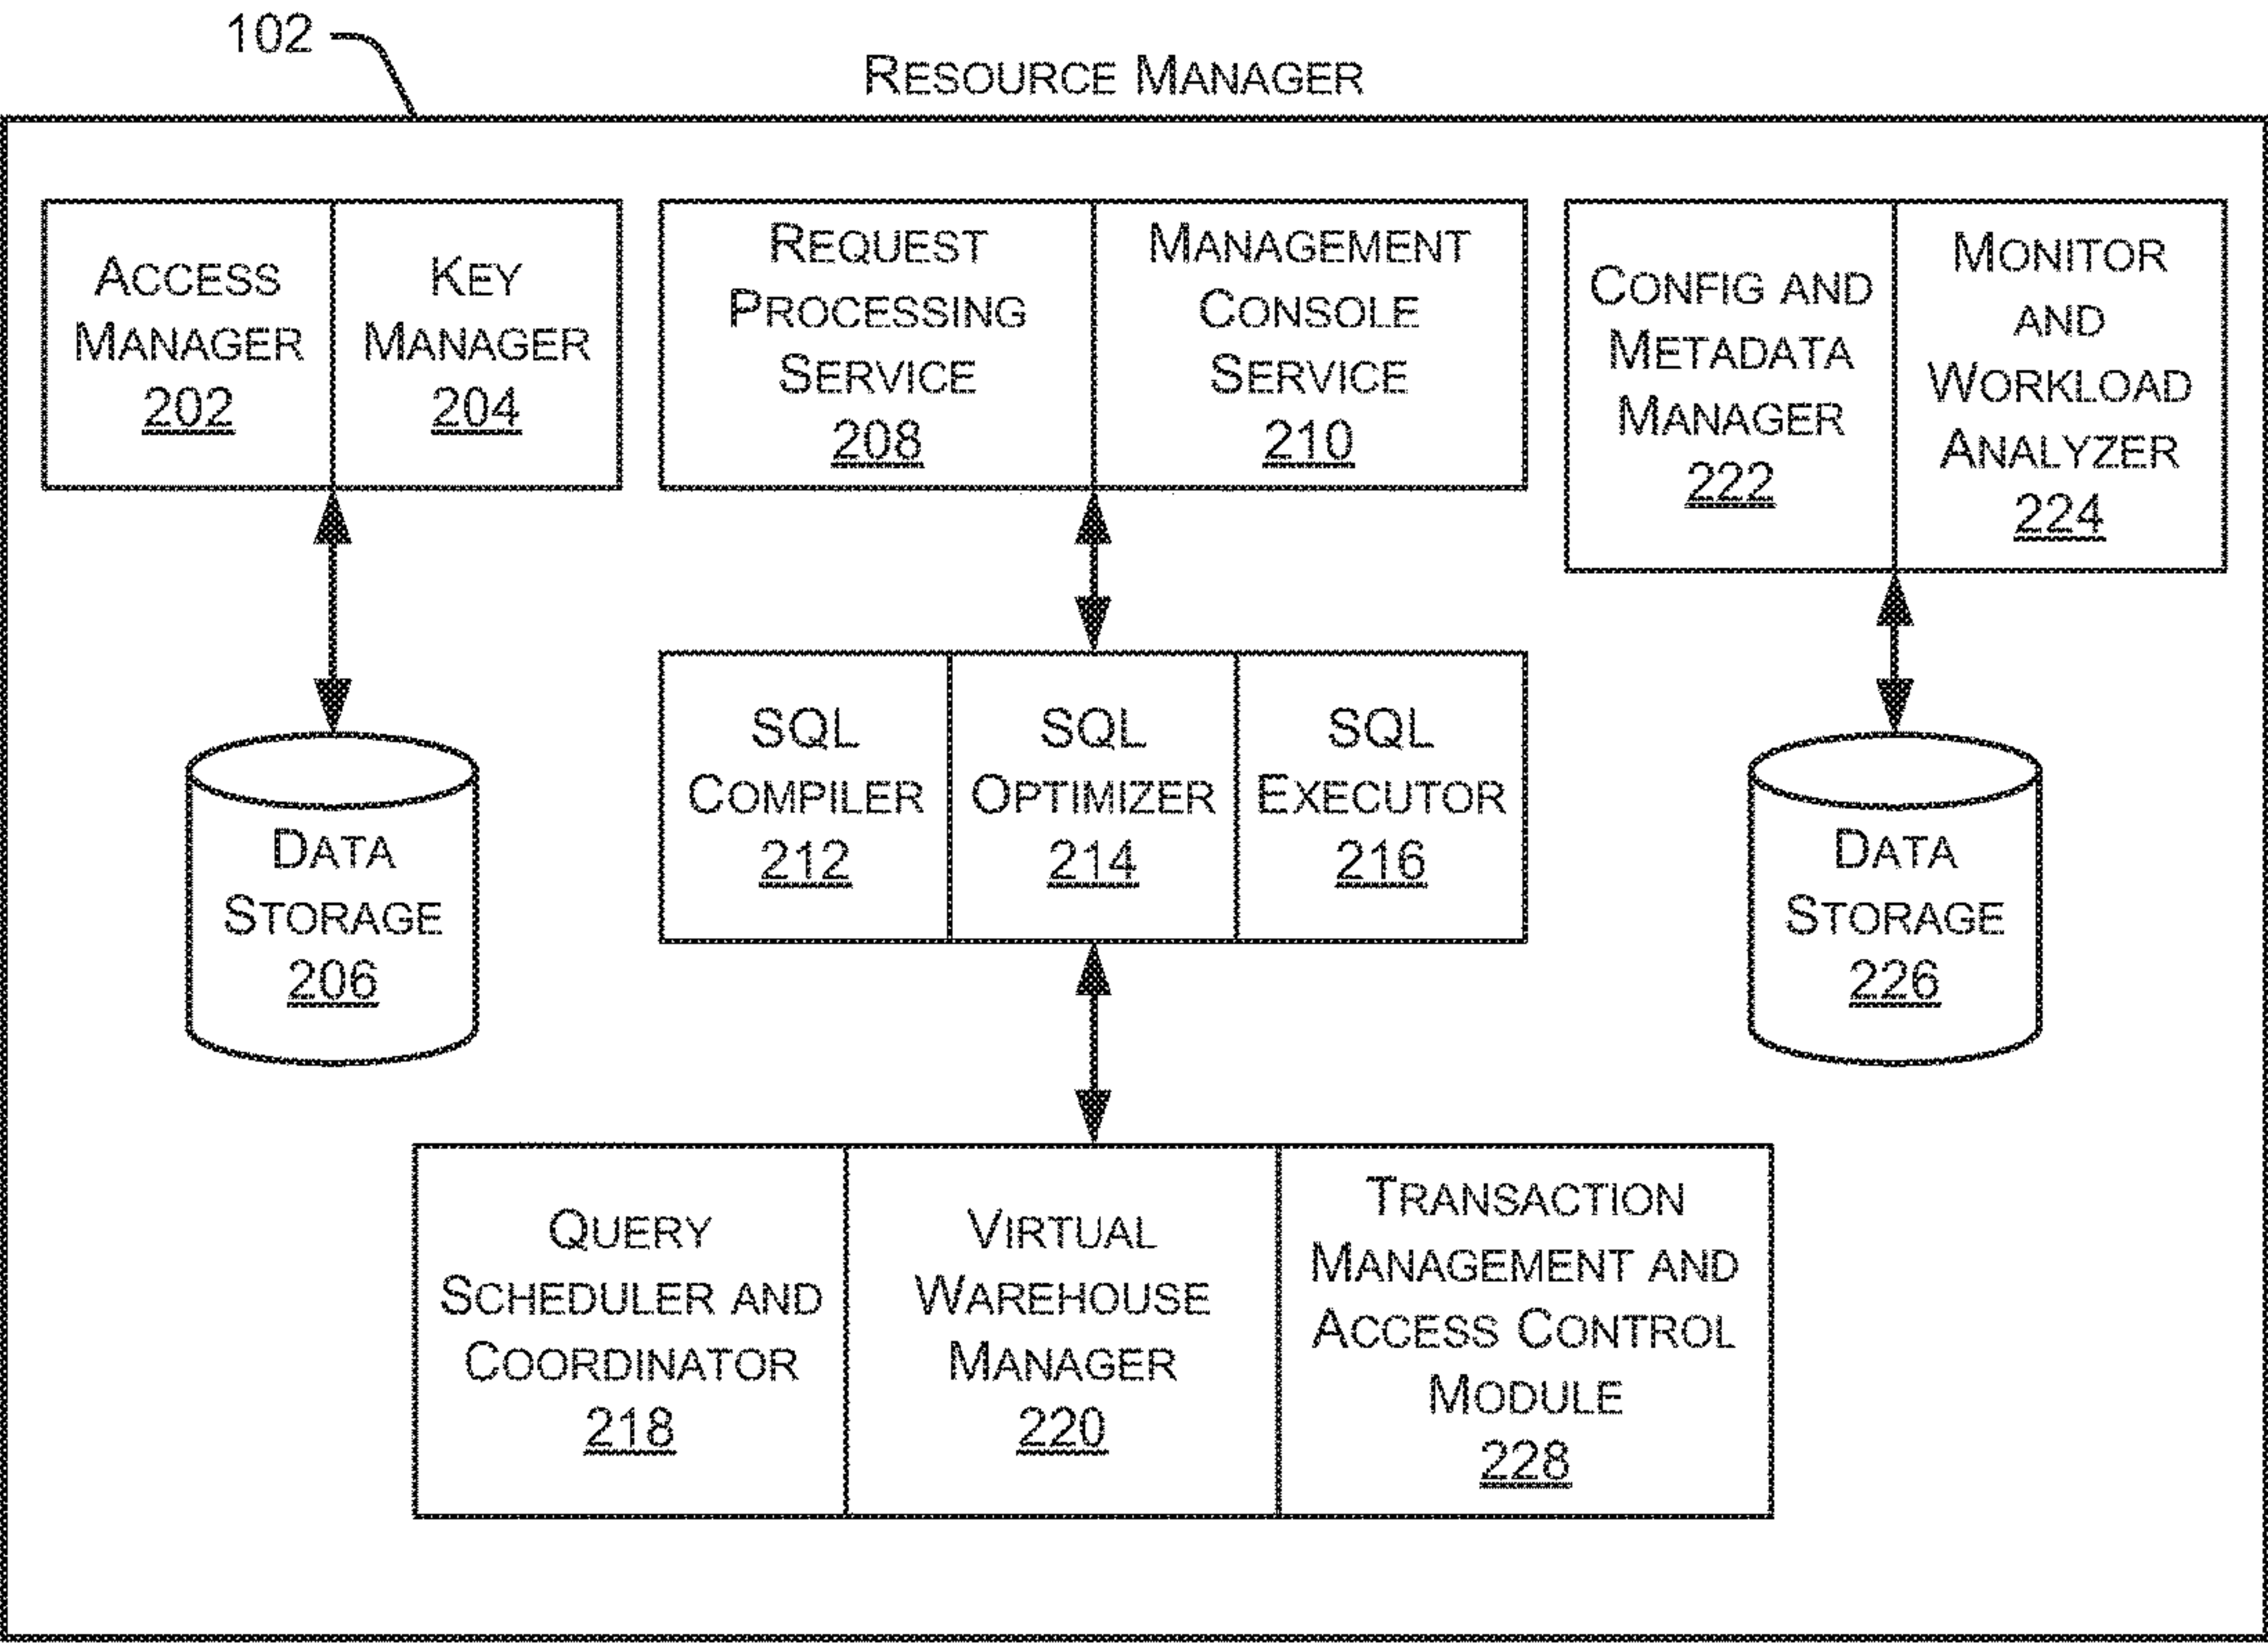 102
RESOURCE MANAGER
ACCESS
MANAGER
202
KEY
MANAGER
204
REQUEST
PROCESSING
SERVICE
208
MANAGEMENT
CONSOLE
SERVICE
210
CONFIG AND
METADATA
MANAGER
222
MONITOR
AND
WORKLOAD
ANALYZER
224
DATA
STORAGE
206
SQL
COMPILER
212
SQL
OPTIMIZER
214
SQL
EXECUTOR
216
DATA
STORAGE
226
QUERY
SCHEDULER AND
COORDINATOR
218
VIRTUAL
WAREHOUSE
MANAGER
220
TRANSACTION
MANAGEMENT AND
ACCESS CONTROL
MODULE
228